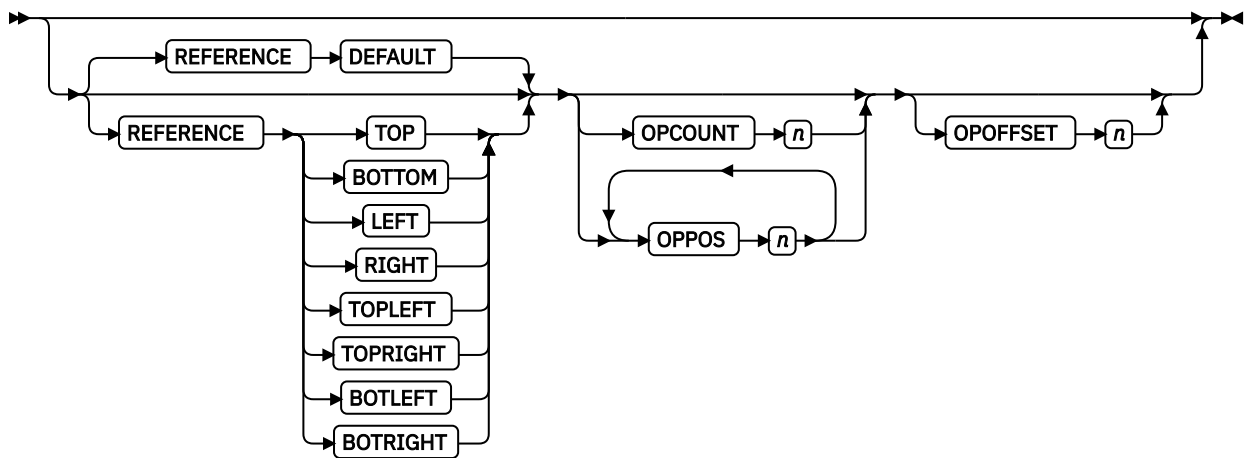 REFERENCE DEFAULT
REFERENCE TOP OPCOUNT n OPOFFSET n
BOTTOM
LEFT
OPPOS n
RIGHT
TOPLEFT
TOPRIGHT
BOTLEFT
BOTRIGHT